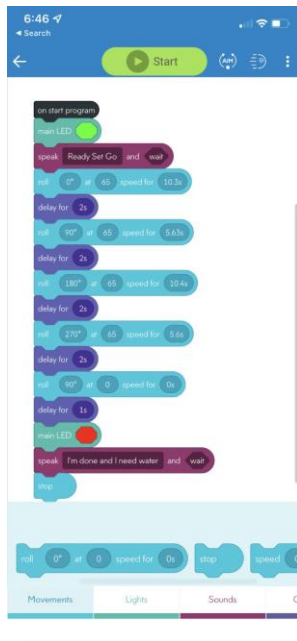 6:46
◄ Search
Start
AIM
on start program
main LED
speak Ready Set Go and wait
roll 0° at 65 speed for 10.3s
delay for 2s
roll 90° at 65 speed for 5.63s
delay for 2s
roll 180° at 65 speed for 10.4s
delay for 2s
roll 270° at 65 speed for 5.6s
delay for 2s
roll 90° at 0 speed for 0s
delay for 1s
main LED
speak I'm done and I need water and wait
stop
roll 0° at 0 speed for 0s stop speed
Movements Lights Sounds